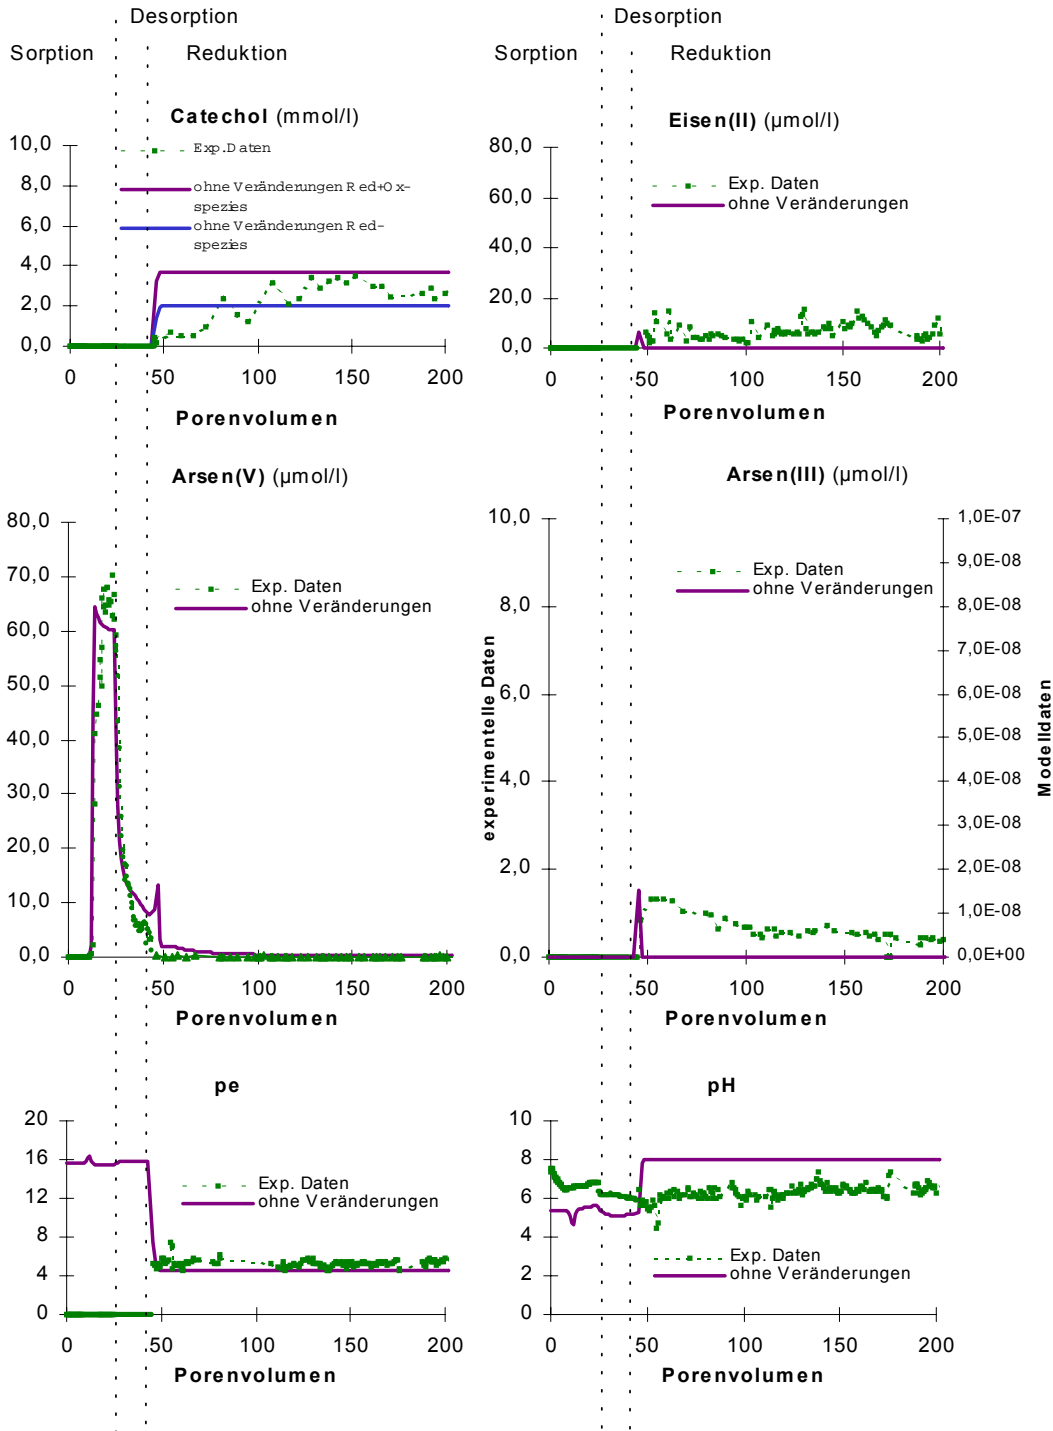 Desorption
Sorption
Reduktion
Desorption
Sorption
Reduktion
Catechol (mmol/l)
10,0
8,0
6,0
4,0
2,0
0,0
Exp.Daten
ohne Veränderungen Red+Ox-
spezies
ohne Veränderungen Red-
spezies
0 50 100 150 200
Porenvolumen
Eisen(II) (µmol/l)
80,0
60,0
40,0
20,0
0,0
Exp. Daten
ohne Veränderungen
0 50 100 150 200
Porenvolumen
Arsen(V) (µmol/l)
80,0
70,0
60,0
50,0
40,0
30,0
20,0
10,0
0,0
Exp. Daten
ohne Veränderungen
0 50 100 150 200
Porenvolumen
Arsen(III) (µmol/l)
experimentelle Daten
10,0
8,0
6,0
4,0
2,0
0,0
Exp. Daten
ohne Veränderungen
1,0E-07
9,0E-08
8,0E-08
7,0E-08
6,0E-08
5,0E-08
4,0E-08
3,0E-08
2,0E-08
1,0E-08
0,0E+00
Modelldaten
0 50 100 150 200
Porenvolumen
pe
20
16
12
8
4
0
Exp. Daten
ohne Veränderungen
0 50 100 150 200
Porenvolumen
pH
10
8
6
4
2
0
Exp. Daten
ohne Veränderungen
0 50 100 150 200
Porenvolumen